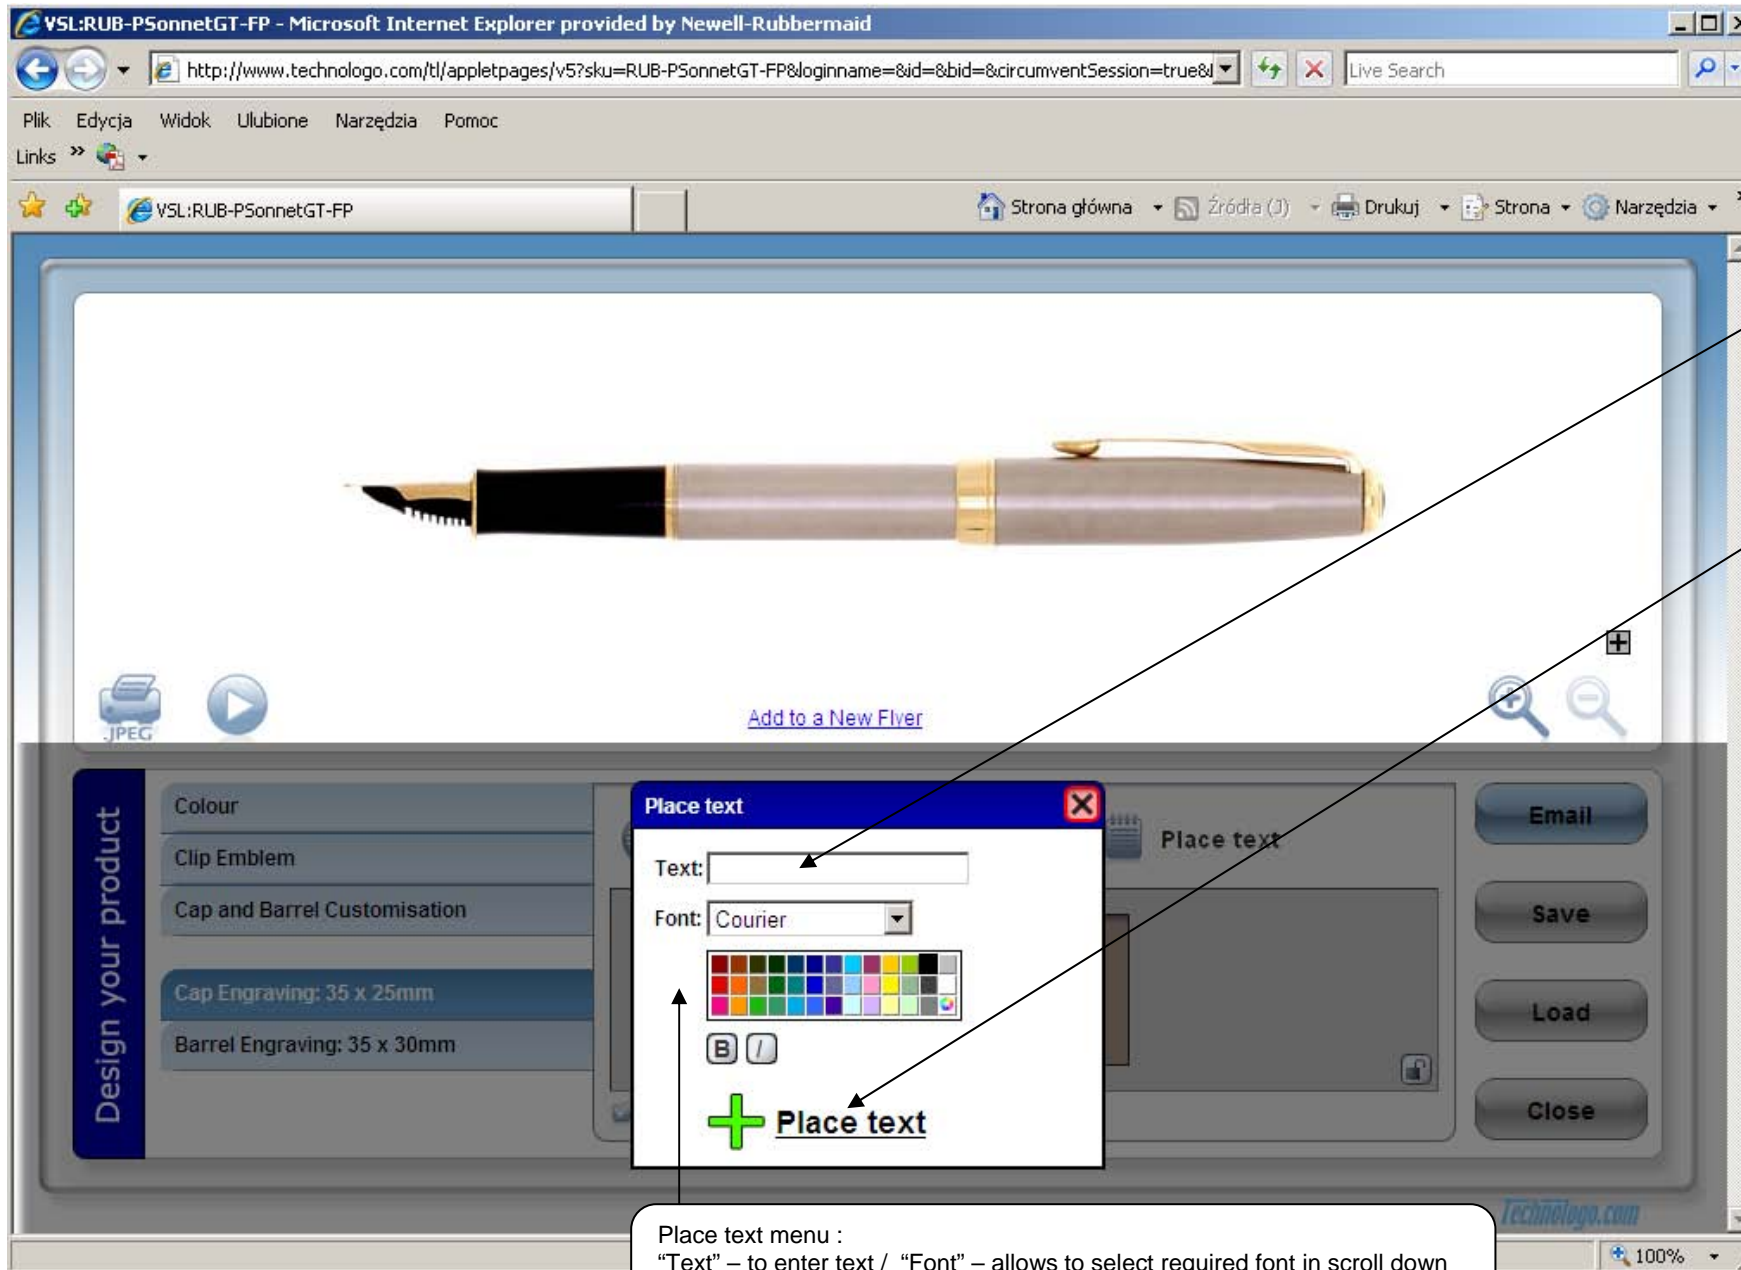 VSL:RUB-PSonnetGT-FP - Microsoft Internet Explorer provided by Newell-Rubbermaid
http://www.technologo.com/tl/appletpages/v5?sku=RUB-PSonnetGT-FP&loginname=&id=&bid=&circumventSession=true&
Live Search
Plik Edycja Widok Ulubione Narzędzia Pomoc
Links »
VSL:RUB-PSonnetGT-FP
Strona główna Źródła (J) Drukuj Strona Narzędzia
.JPEG
Add to a New Flyer
Design your product
Colour
Clip Emblem
Cap and Barrel Customisation
Cap Engraving: 35 x 25mm
Barrel Engraving: 35 x 30mm
Place text
Text:
Font: Courier
B I
Place text
Place text
Email
Save
Load
Close
Technologo.com
Place text menu :
“Text” – to enter text / “Font” – allows to select required font in scroll down
100%